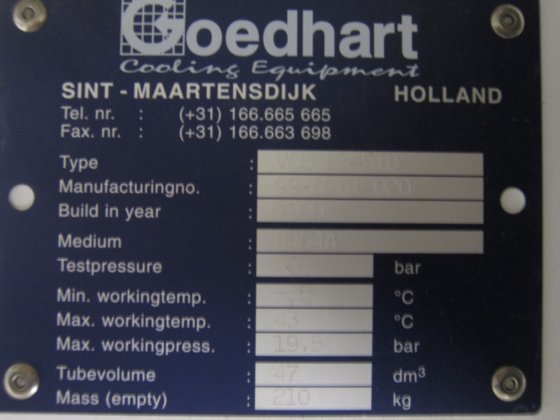 Goedhart
Cooling Equipment
SINT - MAARTENSDIJK HOLLAND
Tel. nr. : (+31) 166.665 665
Fax. nr. : (+31) 166.663 698
Type :
Manufacturingno. :
Build in year : 1999
Medium : R404A
Testpressure : bar
Min. workingtemp. : °C
Max. workingtemp. : 43 °C
Max. workingpress. : 19.5 bar
Tubevolume : 47 dm³
Mass (empty) : 210 kg